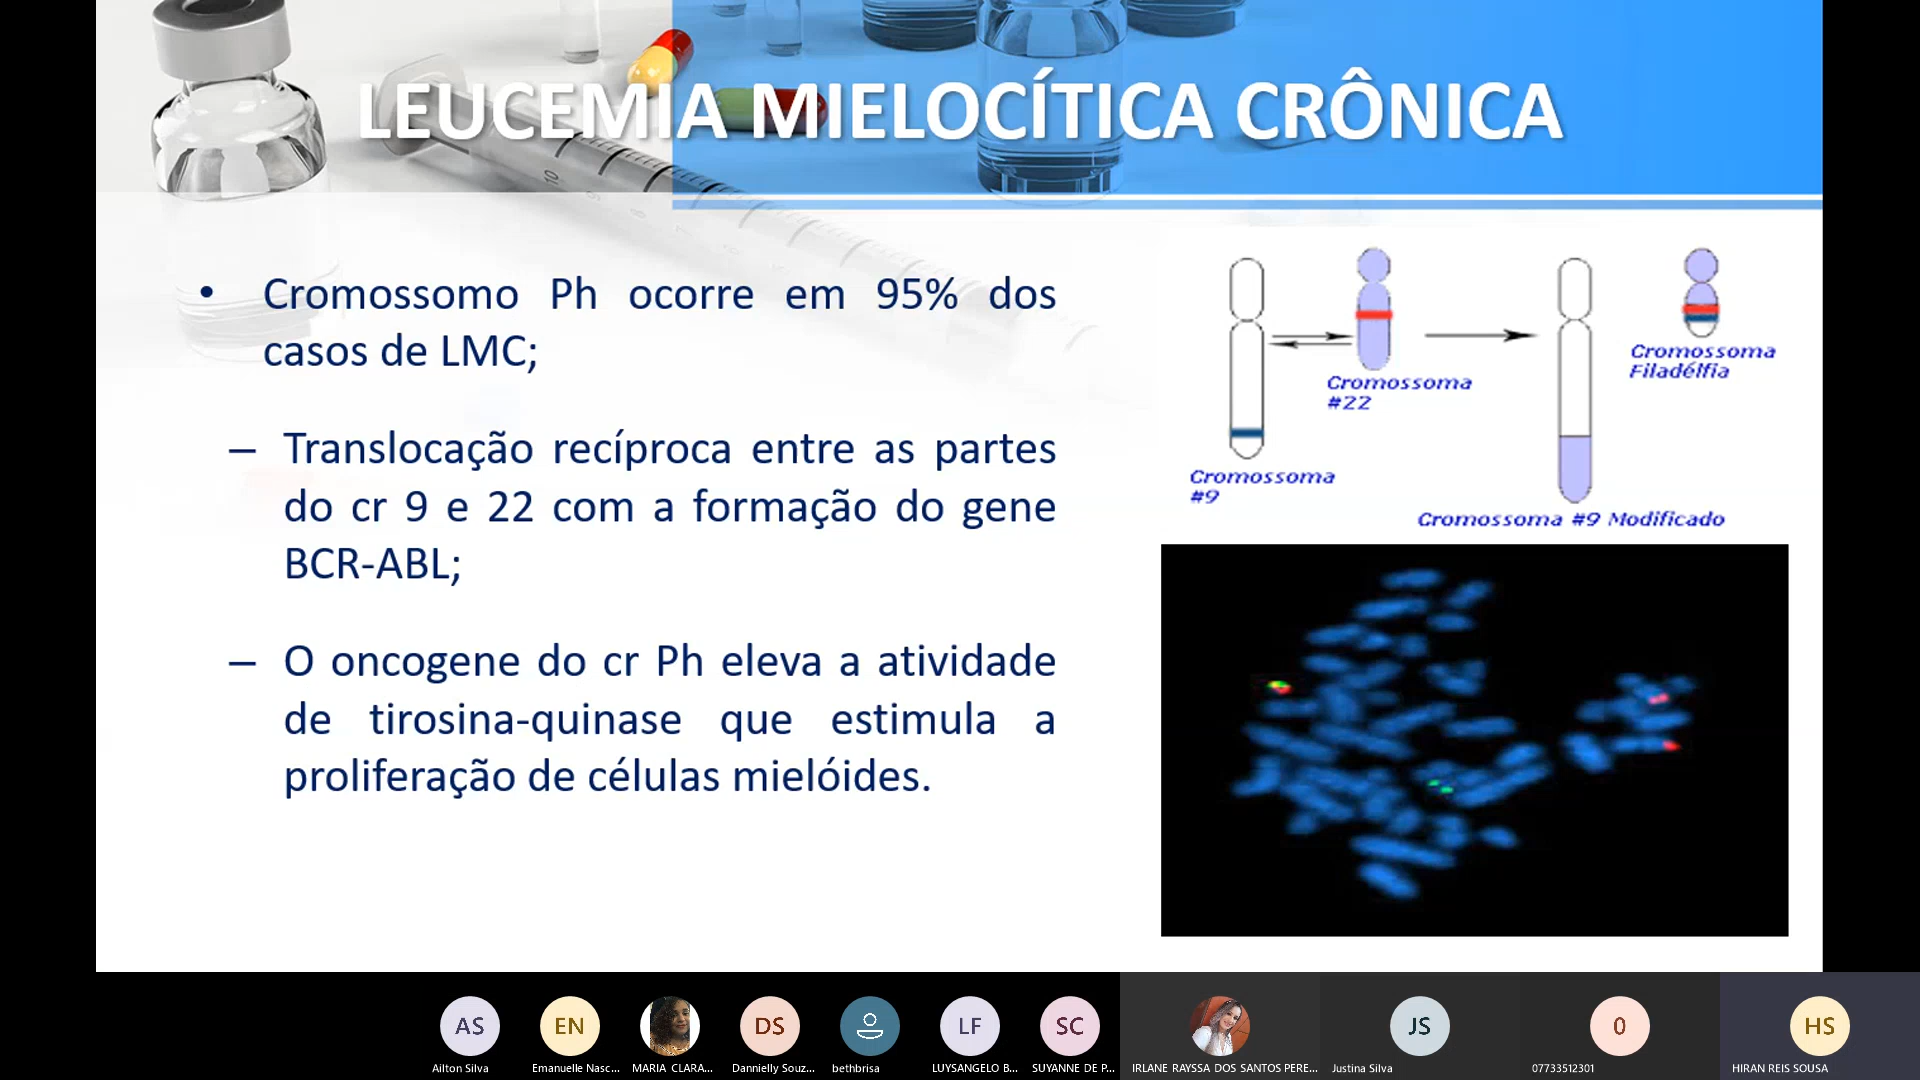 LEUCEMIA MIELOCÍTICA CRÔNICA
• Cromossomo Ph ocorre em 95% dos
casos de LMC;
– Translocação recíproca entre as partes
do cr 9 e 22 com a formação do gene
BCR-ABL;
– O oncogene do cr Ph eleva a atividade
de tirosina-quinase que estimula a
proliferação de células mielóides.
Cromossoma
#22
Cromossoma
Filadélfia
Cromossoma
#9
Cromossoma #9 Modificado
10
AS
EN
DS
LF
SC
JS
0
HS
Ailton Silva
Emanuelle Nasc...
MARIA CLARA...
Dannielly Souz...
bethbrisa
LUYSANGELO B...
SUYANNE DE P...
IRLANE RAYSSA DOS SANTOS PERE...
Justina Silva
07733512301
HIRAN REIS SOUSA